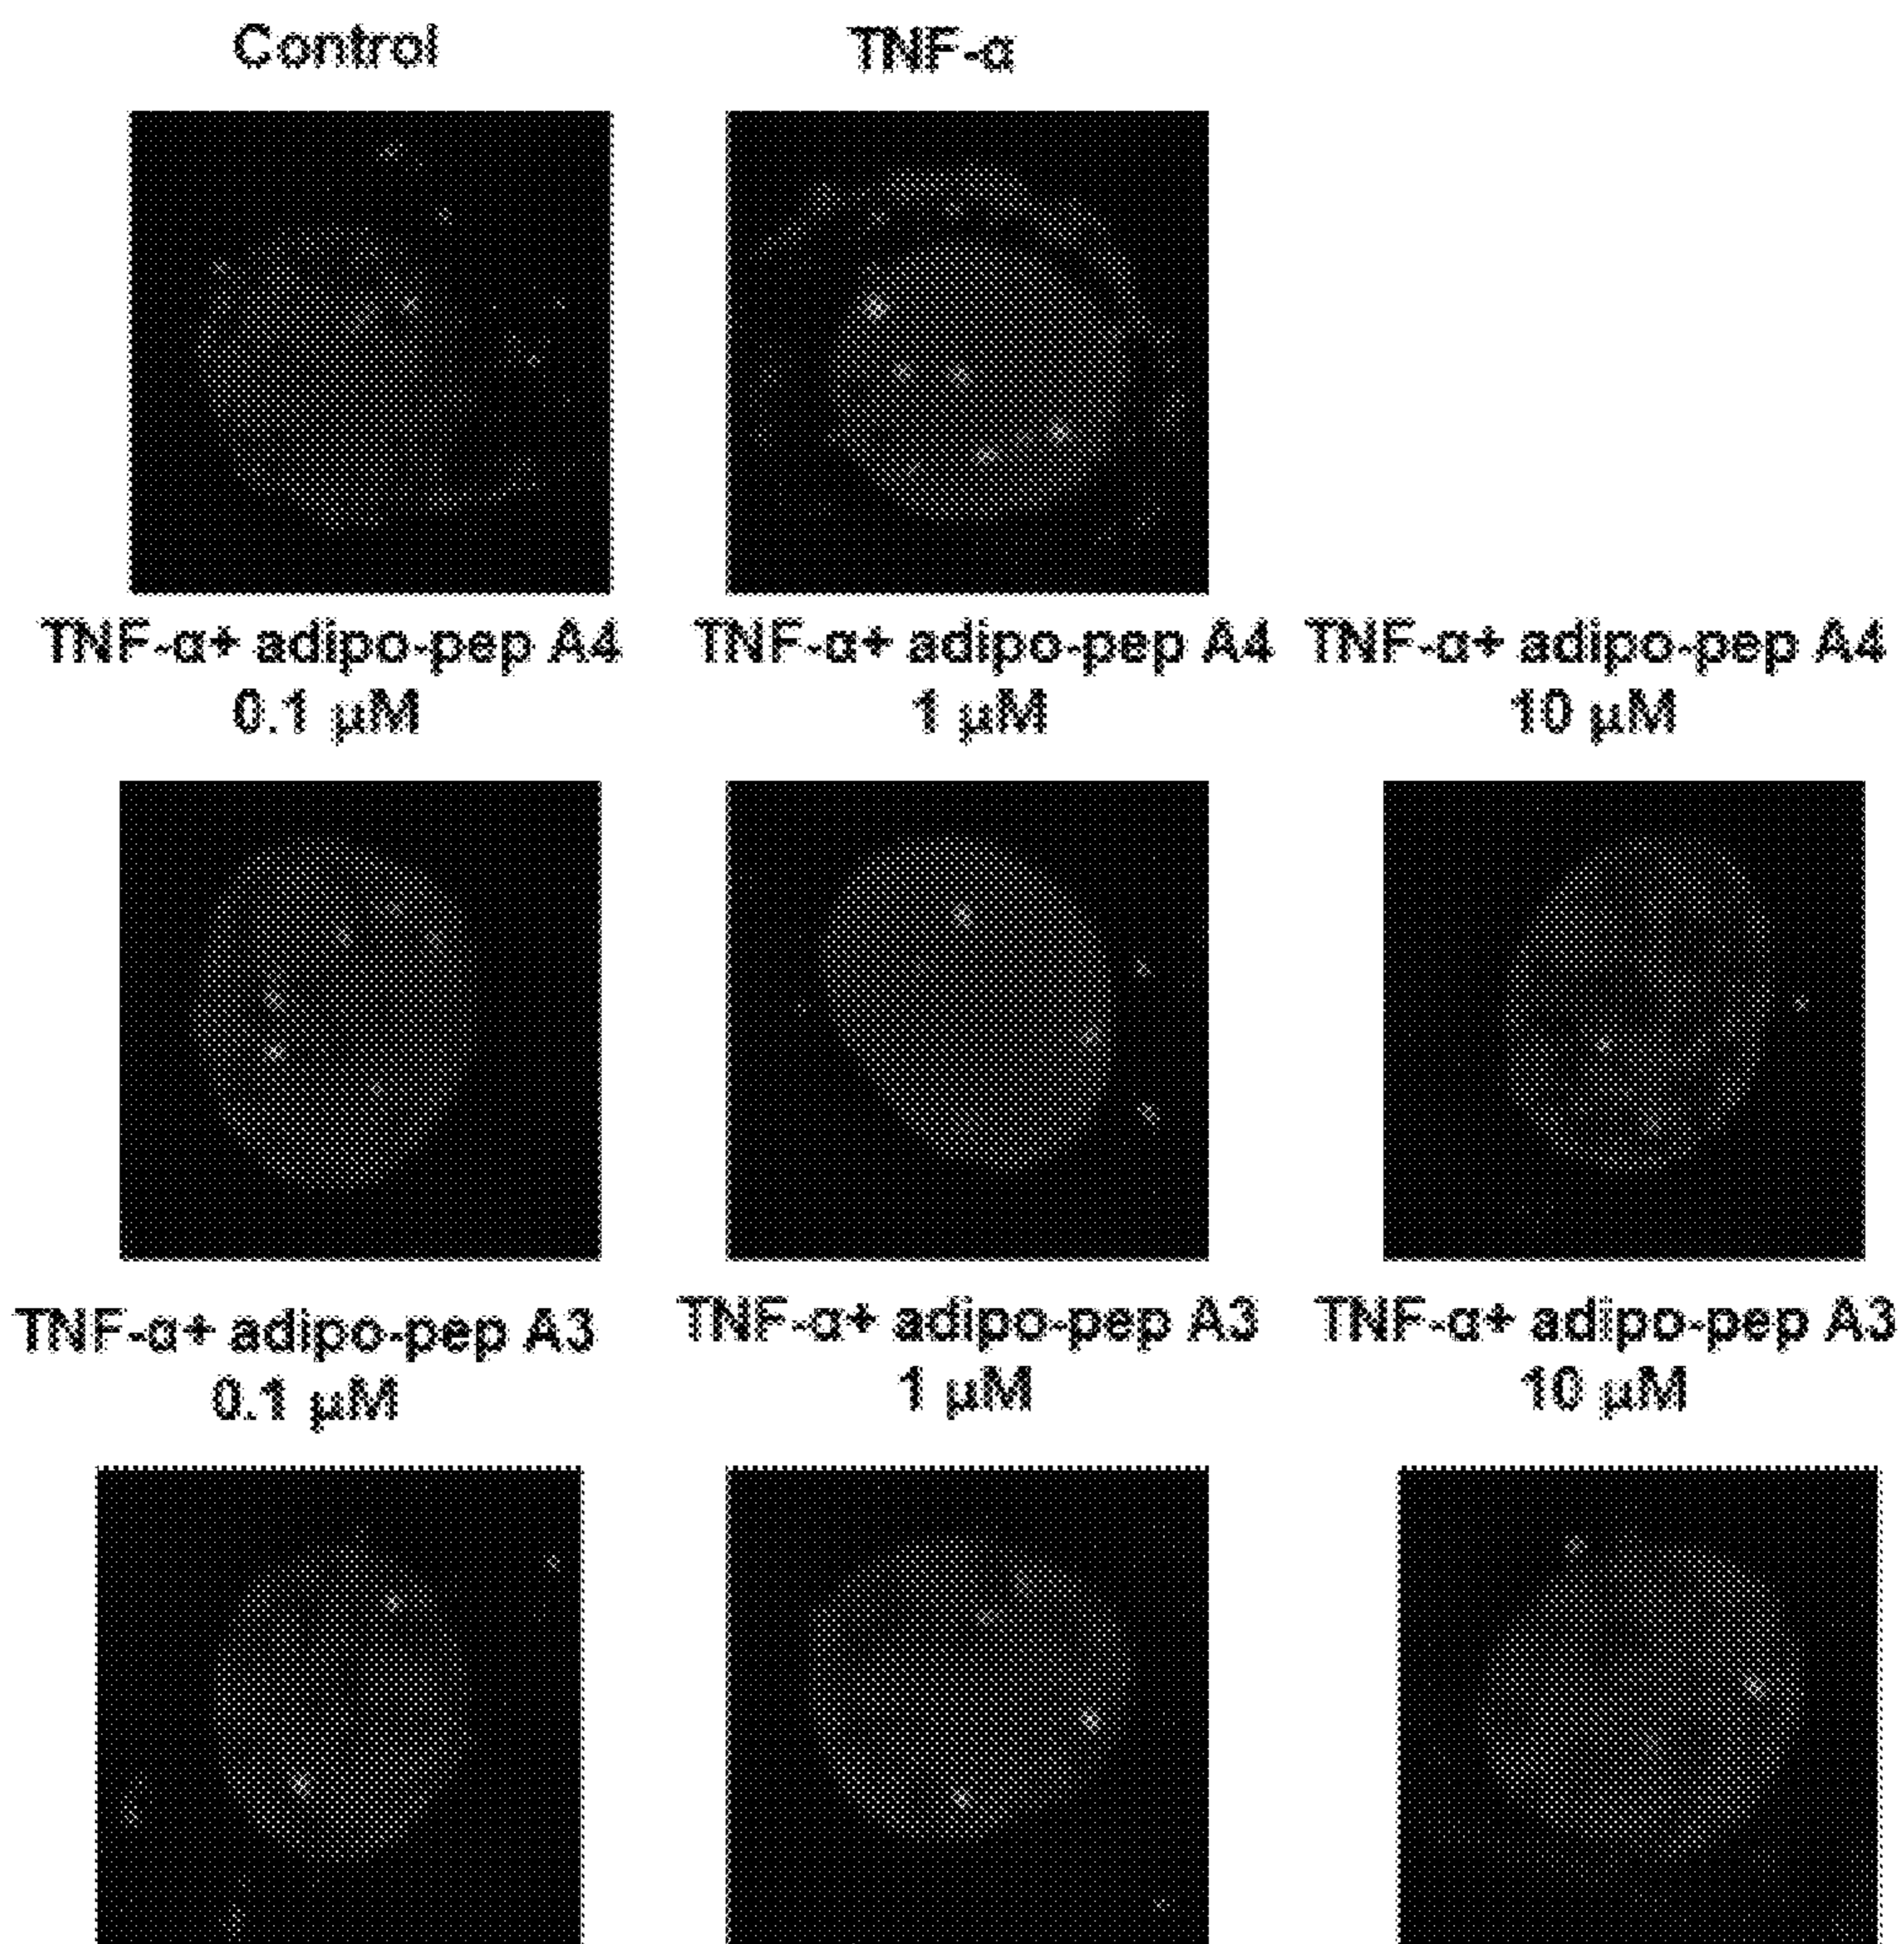 Control
TNF-α
TNF-α+ adipo-pep A4
0.1 µM
TNF-α+ adipo-pep A4
1 µM
TNF-α+ adipo-pep A4
10 µM
TNF-α+ adipo-pep A3
0.1 µM
TNF-α+ adipo-pep A3
1 µM
TNF-α+ adipo-pep A3
10 µM